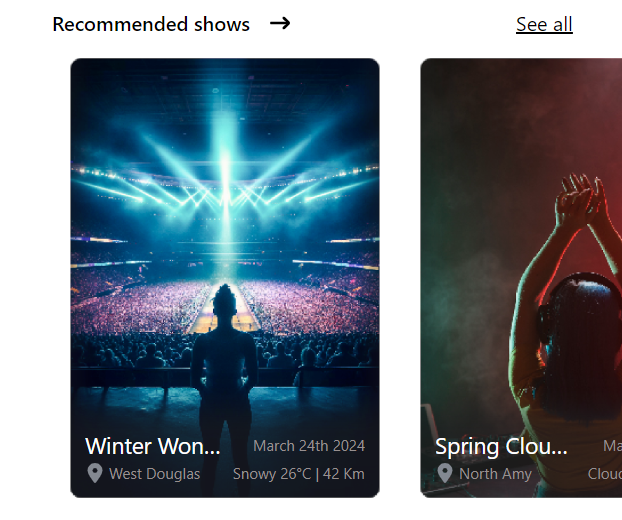 Recommended shows → See all
Winter Won... March 24th 2024
West Douglas Snowy 26°C | 42 Km
Spring Clou... Ma
North Amy Clou